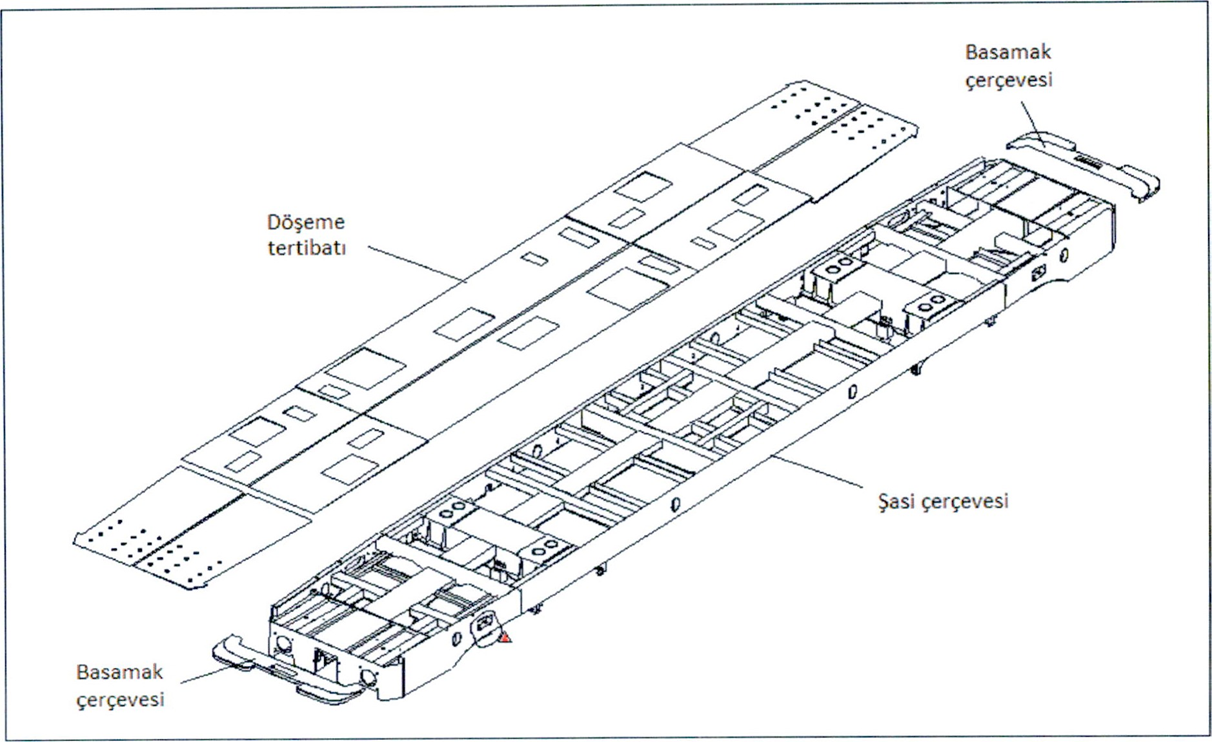 Basamak
çerçevesi
Döşeme
tertibatı
Şasi çerçevesi
Basamak
çerçevesi